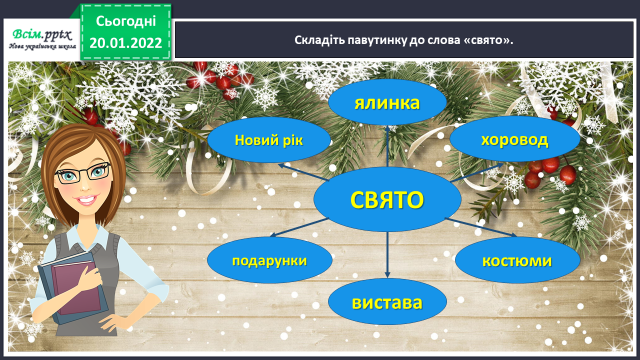 Всім.pptx
Нова українська школа
Сьогодні
20.01.2022
Складіть павутинку до слова «свято».
ялинка
Новий рік
хоровод
СВЯТО
подарунки
костюми
вистава